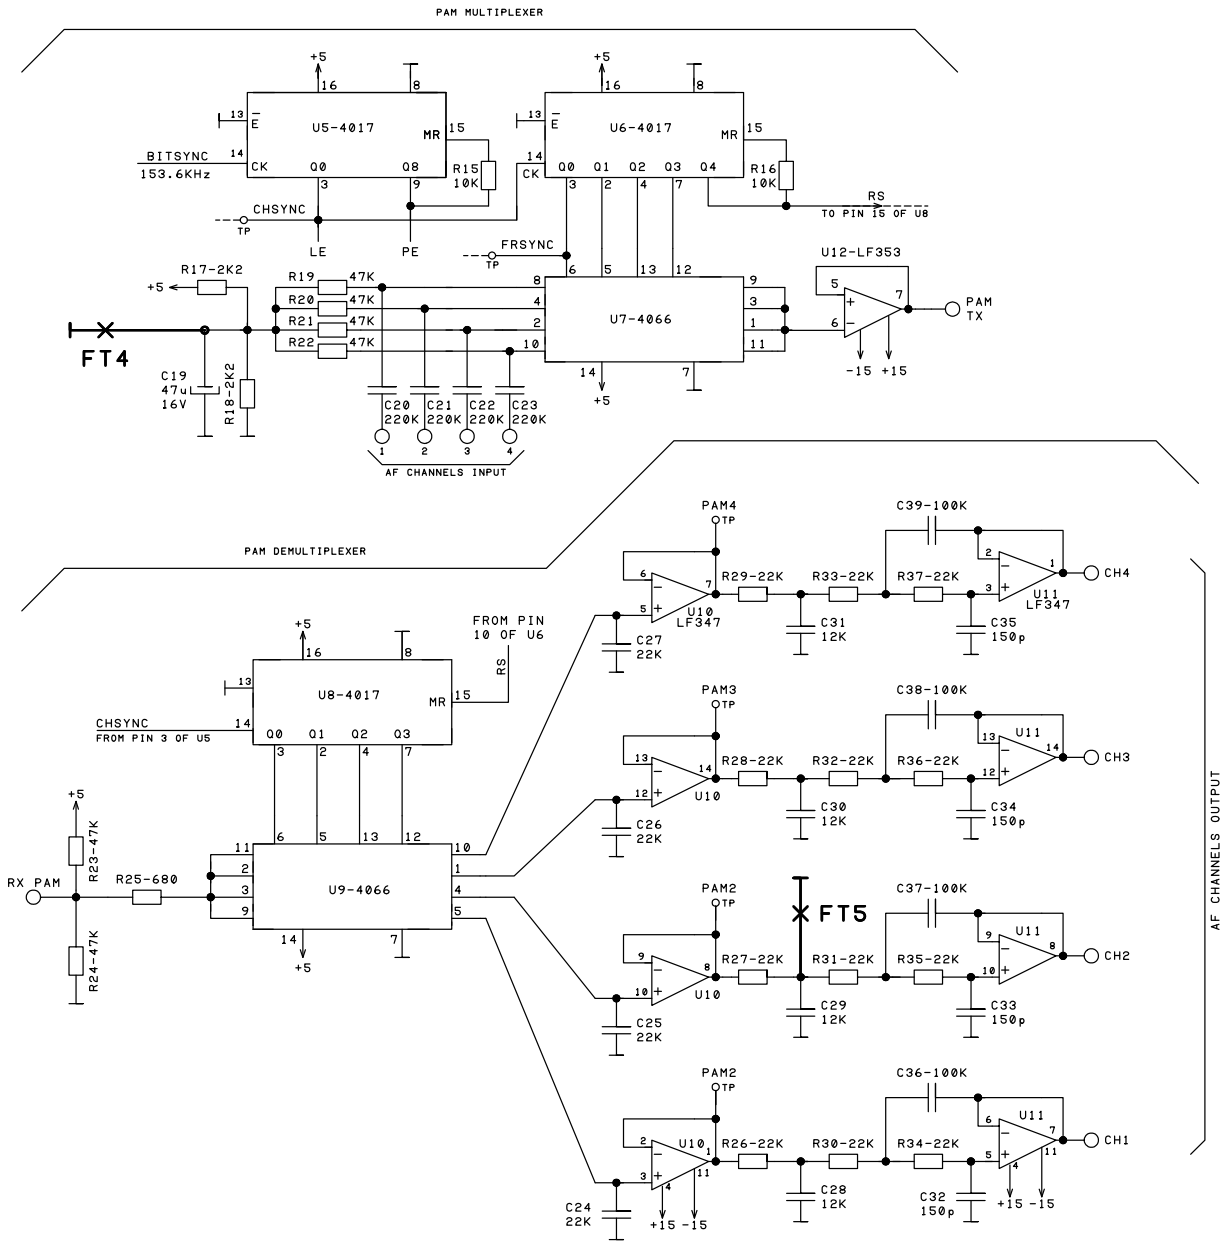 PAM MULTIPLEXER
+5
16
8
13
E
U5-4017
MR
15
BITSYNC
153.6KHz
14
CK
Q0
Q8
3
9
R15
10K
CHSYNC
TP
LE
PE
+5
16
8
13
E
U6-4017
MR
15
14
CK
Q0
Q1
Q2
Q3
Q4
3
2
4
7
R16
10K
RS
TO PIN 15 OF U8
FRSYNC
TP
6
5
13
12
R17-2K2
+5
R19
47K
R20
47K
R21
47K
R22
47K
8
4
2
10
U7-4066
9
3
1
11
14
+5
7
U12-LF353
5
+
6
−
7
-15 +15
PAM
TX
FT4
C19
47u
16V
R18-2K2
C20
220K
C21
220K
C22
220K
C23
220K
1
2
3
4
AF CHANNELS INPUT
PAM DEMULTIPLEXER
+5
16
8
FROM PIN
10 OF U6
RS
13
U8-4017
MR
15
CHSYNC
FROM PIN 3 OF U5
14
Q0
Q1
Q2
Q3
3
2
4
7
+5
R23-47K
RX PAM
R25-680
R24-47K
6
5
13
12
11
2
3
9
U9-4066
10
1
4
5
14
+5
7
PAM4
TP
6
−
5
+
7
U10
LF347
C27
22K
R29-22K
C31
12K
R33-22K
C39-100K
R37-22K
C35
150p
2
−
3
+
1
U11
LF347
CH4
PAM3
TP
13
−
12
+
14
U10
C26
22K
R28-22K
C30
12K
R32-22K
C38-100K
R36-22K
C34
150p
13
−
12
+
14
U11
CH3
PAM2
TP
9
−
10
+
8
U10
C25
22K
R27-22K
FT5
C29
12K
R31-22K
C37-100K
R35-22K
C33
150p
9
−
10
+
8
U11
CH2
PAM2
TP
2
−
3
+
1
U10
4
11
+15 -15
C24
22K
R26-22K
C28
12K
R30-22K
C36-100K
R34-22K
C32
150p
6
−
5
+
7
U11
4
11
+15 -15
CH1
AF CHANNELS OUTPUT